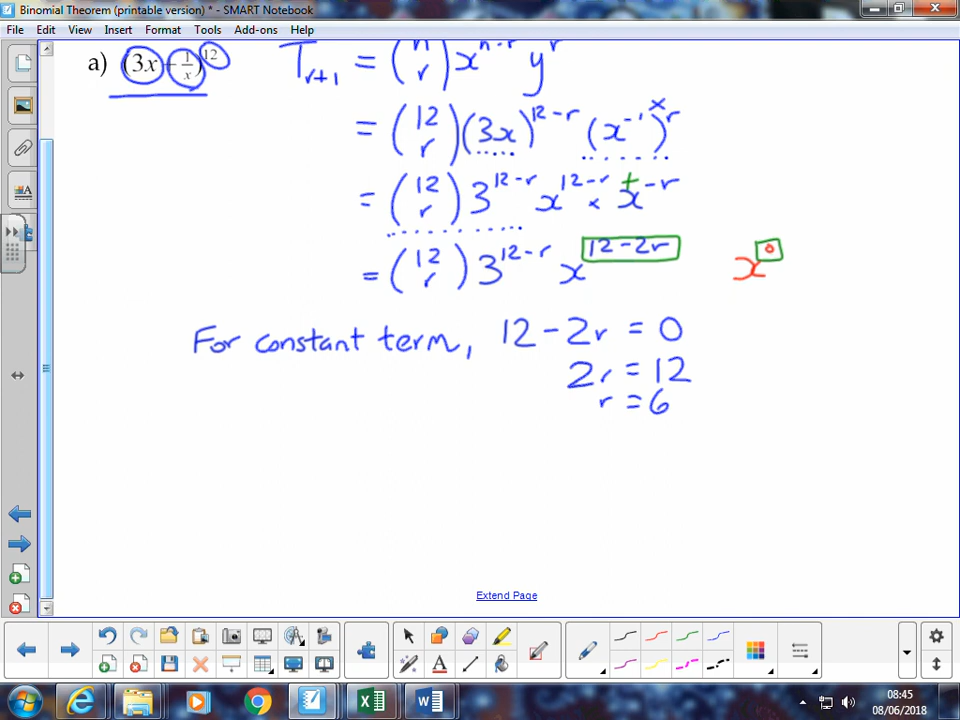 Binomial Theorem (printable version) * - SMART Notebook
File Edit View Insert Format Tools Add-ons Help
a) (3x + 1/x)^12 T_{r+1} = (n r) x^{n-r} y^r
= (12 r) (3x)^{12-r} (x^{-1})^{x r}
= (12 r) 3^{12-r} x^{12-r} × x^{+ -r}
= (12 r) 3^{12-r} x^{12-2r} x^0
For constant term, 12 - 2r = 0
2r = 12
r = 6
Extend Page
08:45
08/06/2018